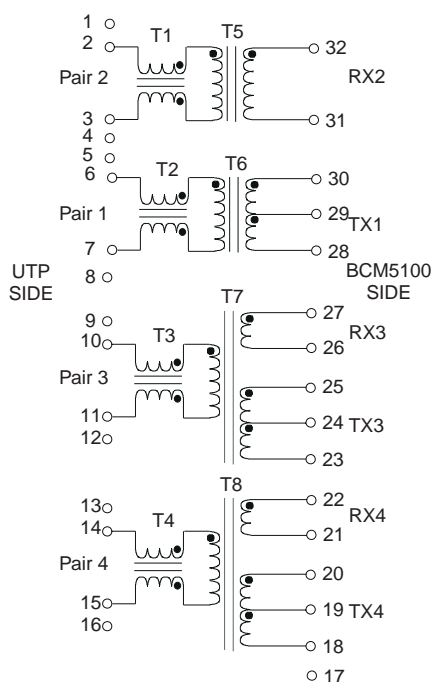 1
2 T1 T5 32
Pair 2 RX2
3 31
4
5
6 T2 T6 30
Pair 1 29 TX1
7 28
UTP SIDE 8 BCM5100 SIDE
T7
9 27
10 T3 RX3
26
Pair 3 25
11 24 TX3
12 23
T8
13 22
14 T4 RX4
21
Pair 4 20
15 19 TX4
16 18
17